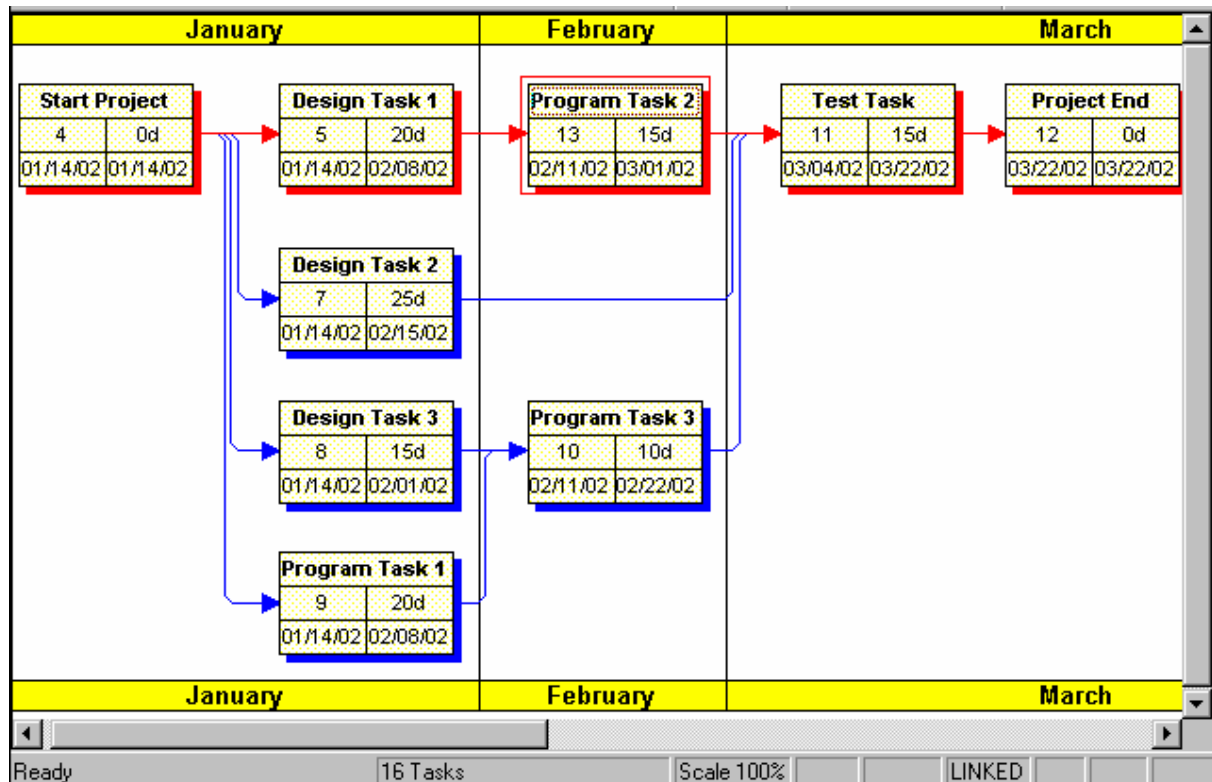 January February March
Start Project Design Task 1 Program Task 2 Test Task Project End
4 0d 5 20d 13 15d 11 15d 12 0d
01/14/02 01/14/02 01/14/02 02/08/02 02/11/02 03/01/02 03/04/02 03/22/02 03/22/02 03/22/02
Design Task 2
7 25d
01/14/02 02/15/02
Design Task 3 Program Task 3
8 15d 10 10d
01/14/02 02/01/02 02/11/02 02/22/02
Program Task 1
9 20d
01/14/02 02/08/02
January February March
Ready 16 Tasks Scale 100% LINKED